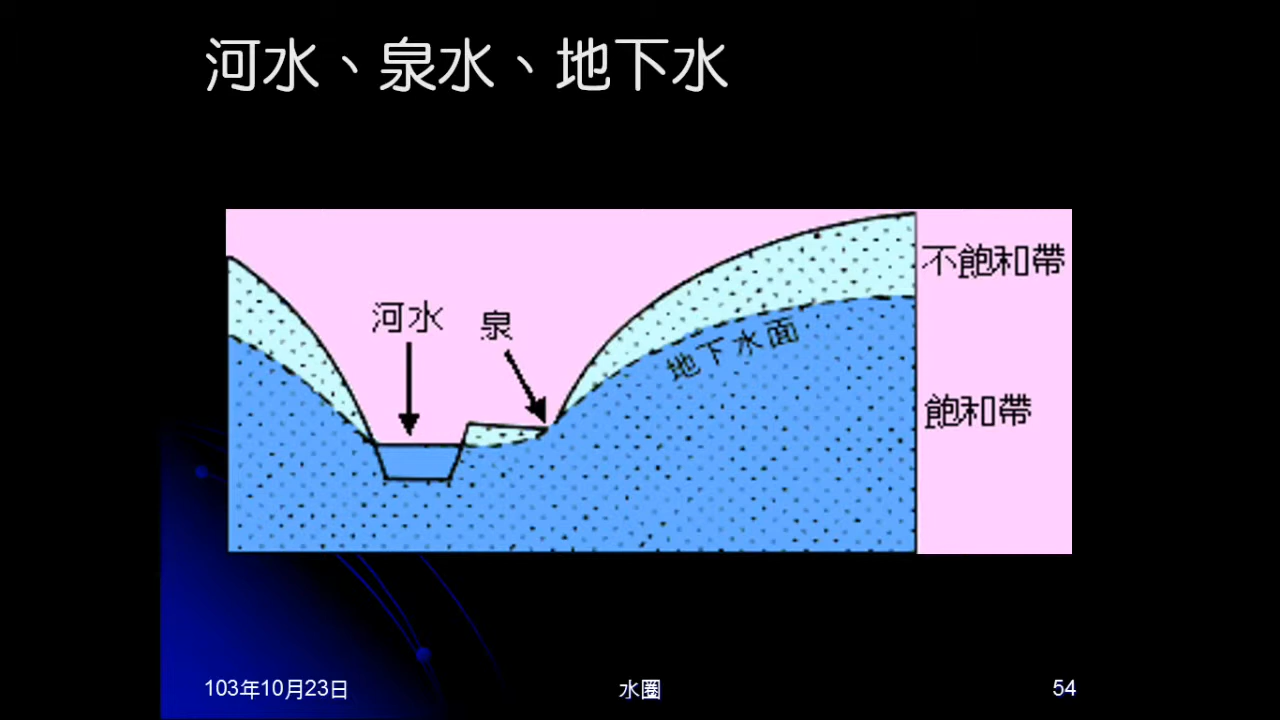 河水、泉水、地下水
不飽和帶
河水
泉
地下水面
飽和帶
103年10月23日
水圈
54